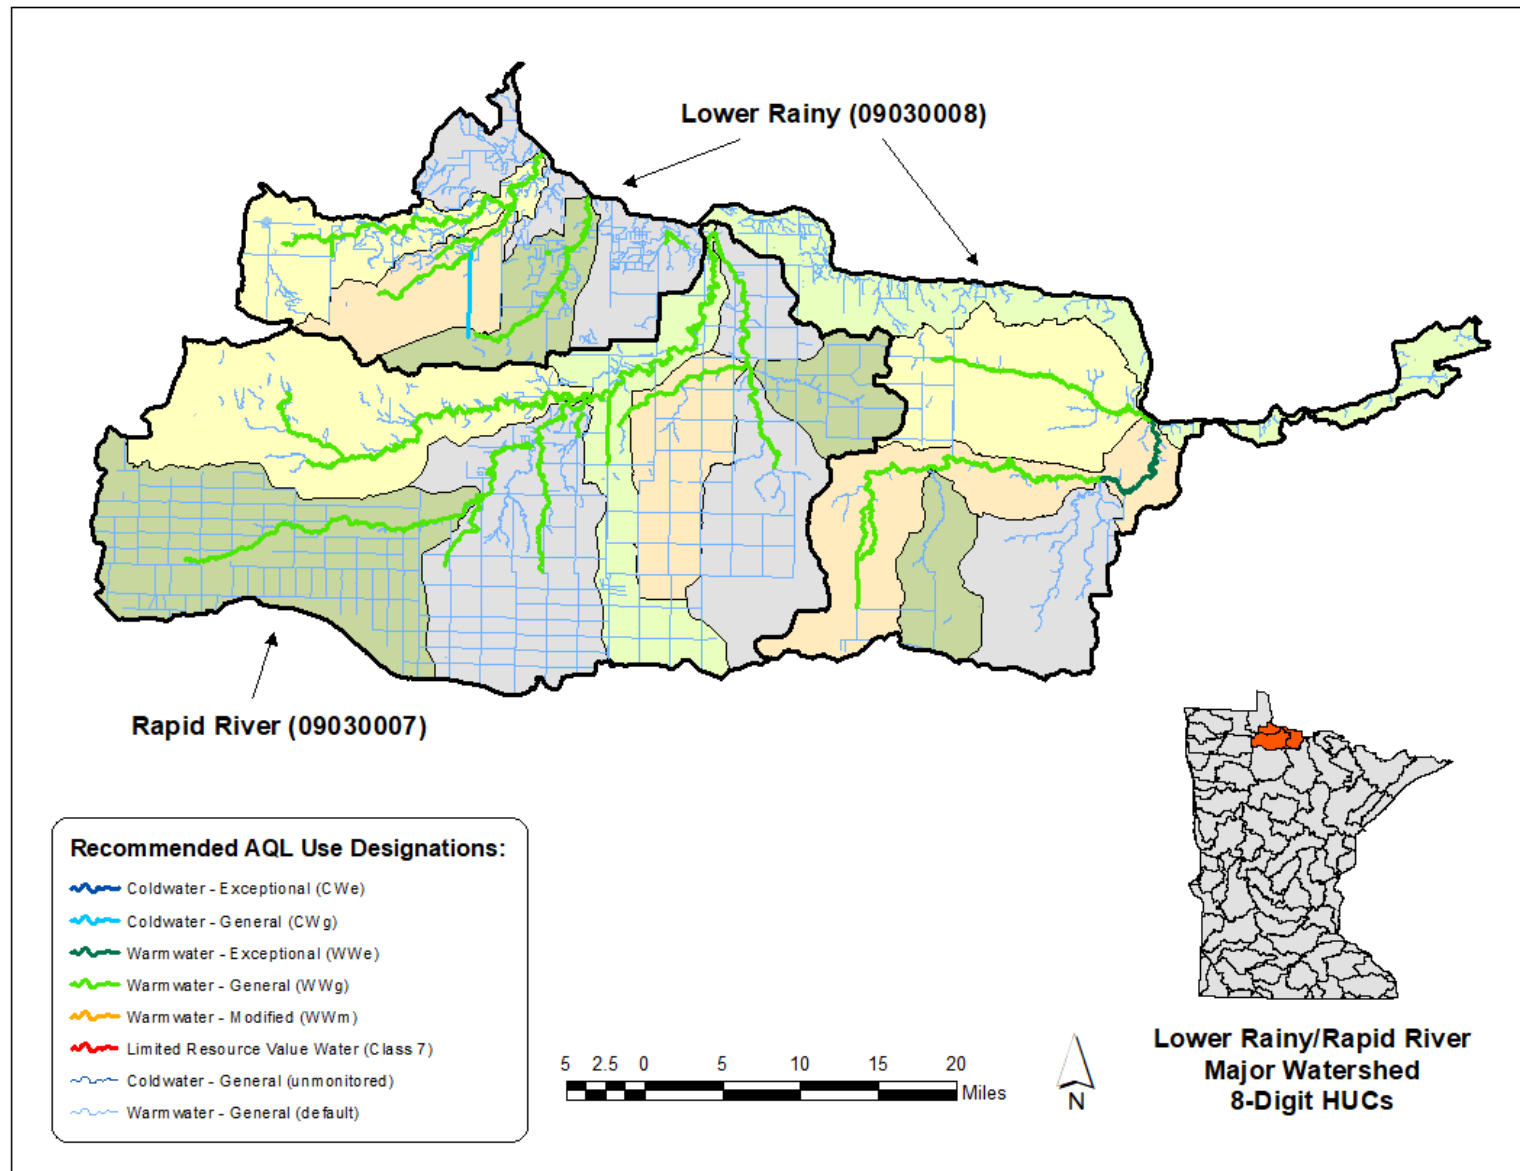 Lower Rainy (09030008)
Rapid River (09030007)
Recommended AQL Use Designations:
Coldwater - Exceptional (CWe)
Coldwater - General (CWg)
Warmwater - Exceptional (WWe)
Warmwater - General (WWg)
Warmwater - Modified (WWm)
Limited Resource Value Water (Class 7)
Coldwater - General (unmonitored)
Warmwater - General (default)
5 2.5 0 5 10 15 20
Miles
N
Lower Rainy/Rapid River
Major Watershed
8-Digit HUCs